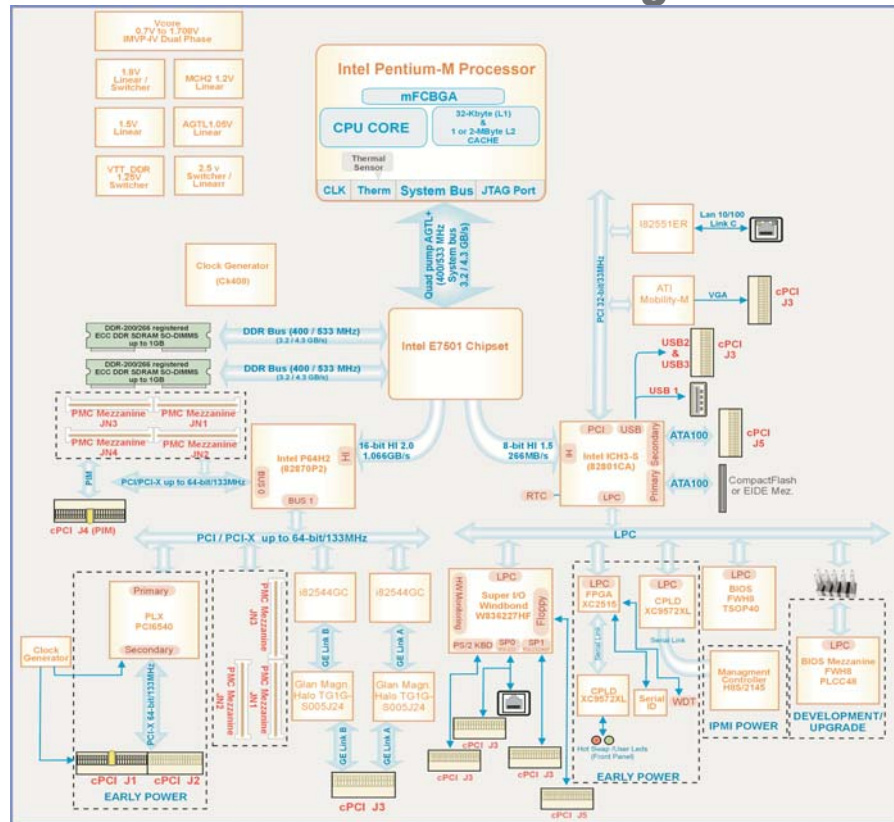 Vcore
0.7V to 1.708V
IMVP-IV Dual Phase
1.8V
Linear /
Switcher
MCH2 1.2V
Linear
1.5V
Linear
AGTL1.05V
Linear
VTT_DDR
1.25V
Switcher
2.5 v
Switcher /
Linearr
Intel Pentium-M Processor
mFCBGA
CPU CORE
32-Kbyte (L1)
&
1 or 2-MByte L2
CACHE
Thermal
Sensor
CLK
Therm
System Bus
JTAG Port
Quad pump AGTL+
(400/533 MHz
System bus
3.2 / 4.3 GB/s
Clock Generator
(Ck408)
PCI 32-bit/33MHz
I82551ER
Lan 10/100
Link C
ATI
Mobility-M
VGA
cPCI
J3
DDR-200/266 registered
ECC DDR SDRAM SO-DIMMS
up to 1GB
DDR Bus (400 / 533 MHz)
(3.2 / 4.3 GB/s)
DDR-200/266 registered
ECC DDR SDRAM SO-DIMMS
up to 1GB
DDR Bus (400 / 533 MHz)
(3.2 / 4.3 GB/s)
Intel E7501 Chipset
USB2
&
USB3
cPCI
J3
USB 1
PMC Mezzanine
JN3
PMC Mezzanine
JN1
PMC Mezzanine
JN4
PMC Mezzanine
JN2
16-bit HI 2.0
1.066GB/s
8-bit HI 1.5
266MB/s
Intel P64H2
(82870P2)
HI
BUS 0
BUS 1
PCI
USB
HI
Intel ICH3-S
(82801CA)
Primary
Secondary
LPC
RTC
ATA100
cPCI
J5
ATA100
CompactFlash
or EIDE Mez.
PIM
PCI/PCI-X up to 64-bit/133MHz
cPCI J4 (PIM)
PCI / PCI-X up to 64-bit/133MHz
LPC
Primary
PLX
PCI6540
Secondary
Clock
Generator
PCI-X 64-bit/133MHz
cPCI J1
cPCI J2
EARLY POWER
PMC Mezzanine
JN3
PMC Mezzanine
JN1
PMC Mezzanine
JN2
i82544GC
i82544GC
GE Link B
GE Link A
Glan Magn.
Halo TG1G-
S005J24
Glan Magn.
Halo TG1G-
S005J24
GE Link B
GE Link A
cPCI J3
LPC
HW Monitoring
Super I/O
Windbond
W836227HF
Floppy
PS/2 KBD
SP0
SP1
cPCI J3
cPCI J3
cPCI J3
cPCI J5
LPC
FPGA
XC2S15
LPC
CPLD
XC9572XL
Serial Link
Serial Link
CPLD
XC9572XL
Serial
ID
WDT
Hot Swap /User Leds
(Front Panel)
EARLY POWER
LPC
BIOS
FWH8
TSOP40
Managment
Controller
H8S/2145
IPMI POWER
LPC
BIOS Mezzanine
FWH8
PLCC48
DEVELOPMENT/
UPGRADE